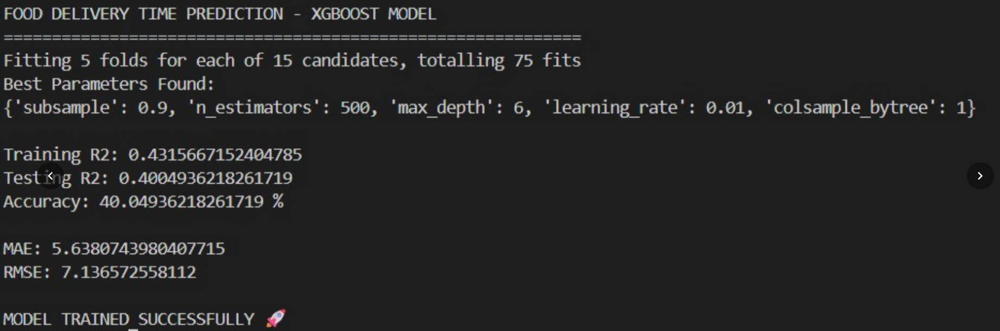 FOOD DELIVERY TIME PREDICTION - XGBOOST MODEL
============================================================
Fitting 5 folds for each of 15 candidates, totalling 75 fits
Best Parameters Found:
{'subsample': 0.9, 'n_estimators': 500, 'max_depth': 6, 'learning_rate': 0.01, 'colsample_bytree': 1}
Training R2: 0.4315667152404785
Testing R2: 0.4004936218261719
Accuracy: 40.04936218261719 %
MAE: 5.6380743980407715
RMSE: 7.136572558112
MODEL TRAINED SUCCESSFULLY 🚀